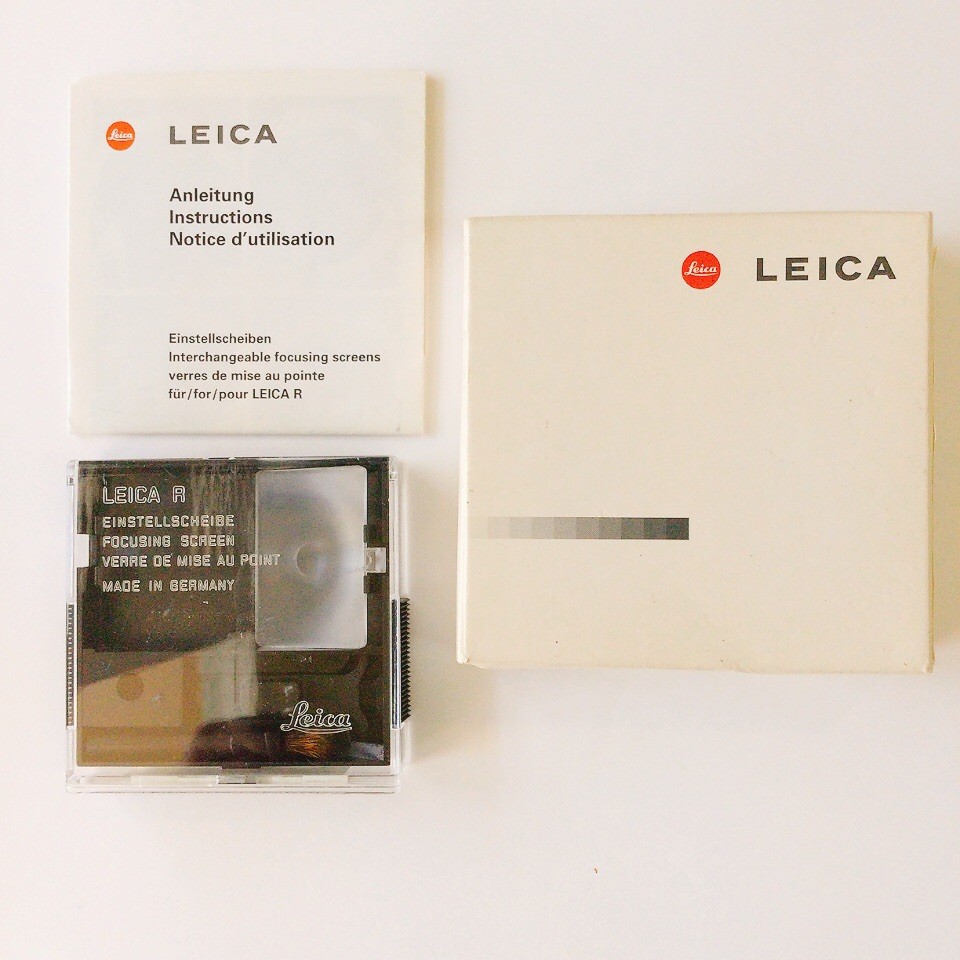 Leica LEICA
Anleitung
Instructions
Notice d'utilisation
Einstellscheiben
Interchangeable focusing screens
verres de mise au pointe
für/for/pour LEICA R
Leica LEICA
LEICA R
EINSTELLSCHEIBE
FOCUSING SCREEN
VERRE DE MISE AU POINT
MADE IN GERMANY
Leica